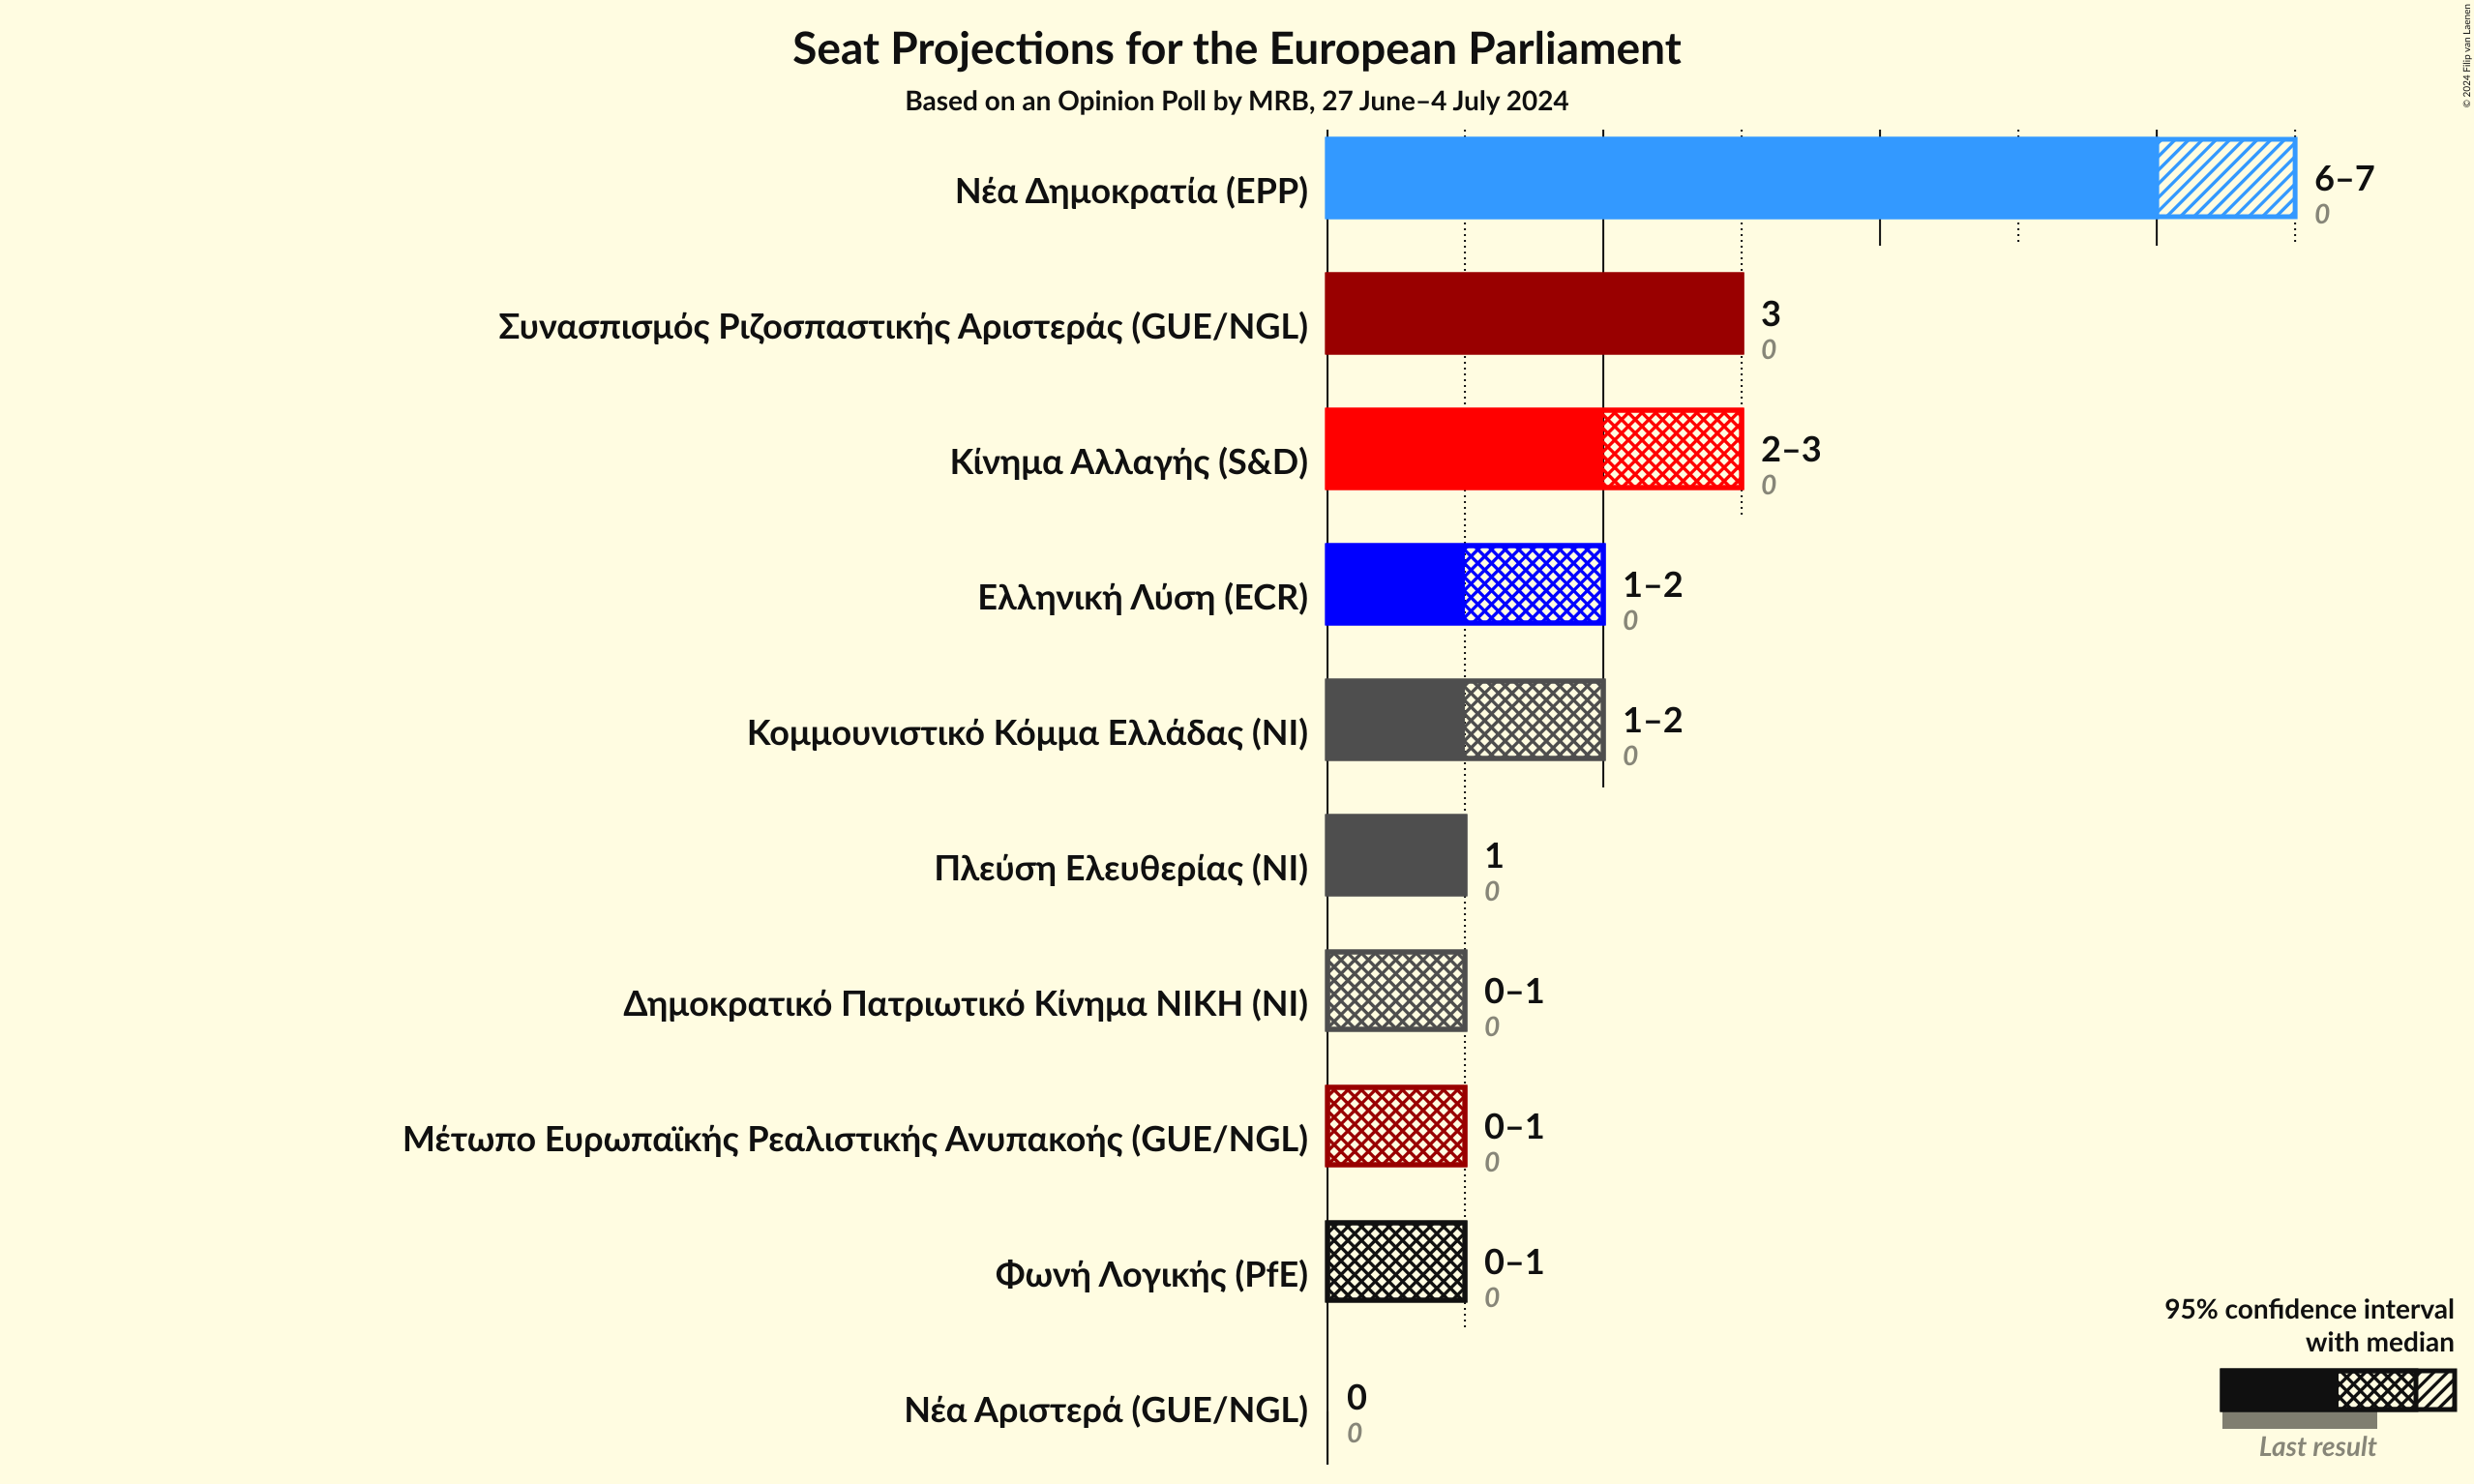 © 2024 Filip van Laenen
Seat Projections for the European Parliament
Based on an Opinion Poll by MRB, 27 June–4 July 2024
Νέα Δημοκρατία (EPP)
6–7
0
Συνασπισμός Ριζοσπαστικής Αριστεράς (GUE/NGL)
3
0
Κίνημα Αλλαγής (S&D)
2–3
0
Ελληνική Λύση (ECR)
1–2
0
Κομμουνιστικό Κόμμα Ελλάδας (NI)
1–2
0
Πλεύση Ελευθερίας (NI)
1
0
Δημοκρατικό Πατριωτικό Κίνημα ΝΙΚΗ (NI)
0–1
0
Μέτωπο Ευρωπαϊκής Ρεαλιστικής Ανυπακοής (GUE/NGL)
0–1
0
Φωνή Λογικής (PfE)
0–1
0
Νέα Αριστερά (GUE/NGL)
0
0
95% confidence interval
with median
Last result